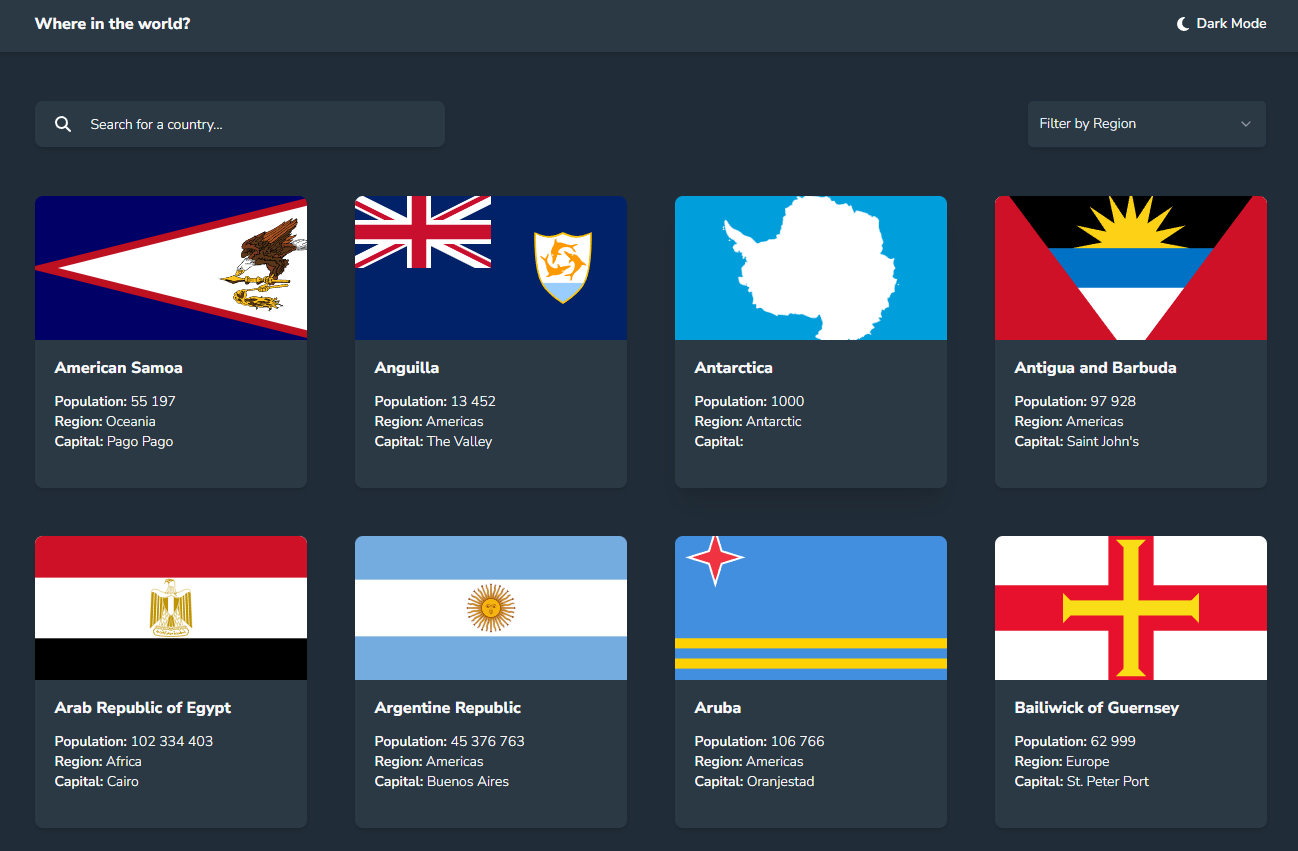 Where in the world?
Dark Mode
Search for a country...
Filter by Region
American Samoa
Population: 55 197
Region: Oceania
Capital: Pago Pago
Anguilla
Population: 13 452
Region: Americas
Capital: The Valley
Antarctica
Population: 1000
Region: Antarctic
Capital:
Antigua and Barbuda
Population: 97 928
Region: Americas
Capital: Saint John's
Arab Republic of Egypt
Population: 102 334 403
Region: Africa
Capital: Cairo
Argentine Republic
Population: 45 376 763
Region: Americas
Capital: Buenos Aires
Aruba
Population: 106 766
Region: Americas
Capital: Oranjestad
Bailiwick of Guernsey
Population: 62 999
Region: Europe
Capital: St. Peter Port